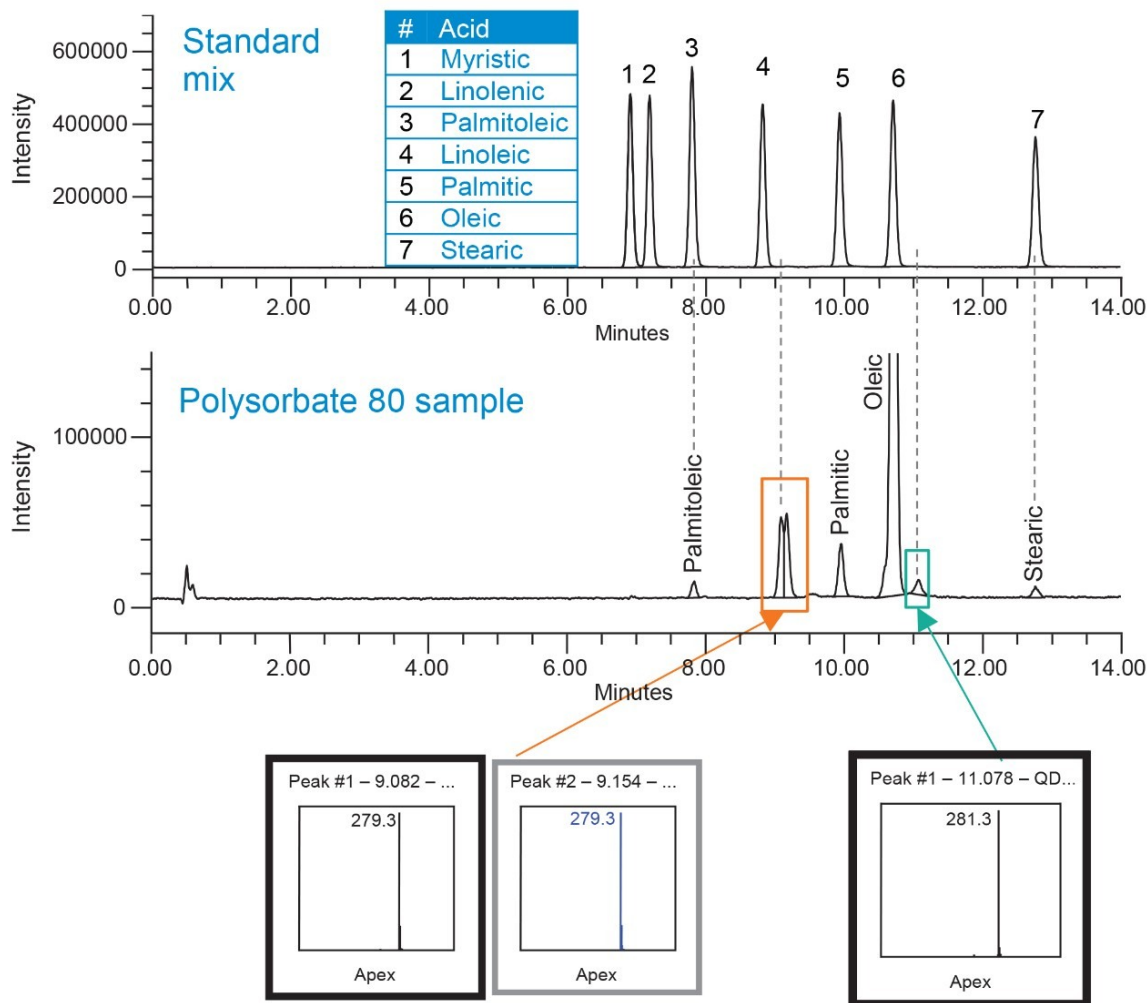 Standard
mix
# Acid
1 Myristic
2 Linolenic
3 Palmitoleic
4 Linoleic
5 Palmitic
6 Oleic
7 Stearic
Intensity
600000
400000
200000
0
1 2 3 4 5 6 7
0.00 2.00 4.00 6.00 8.00 10.00 12.00 14.00
Minutes
Polysorbate 80 sample
Intensity
100000
0
Palmitoleic
Palmitic
Oleic
Stearic
0.00 2.00 4.00 6.00 8.00 10.00 12.00 14.00
Minutes
Peak #1 – 9.082 – ...
279.3
Apex
Peak #2 – 9.154 – ...
279.3
Apex
Peak #1 – 11.078 – QD...
281.3
Apex